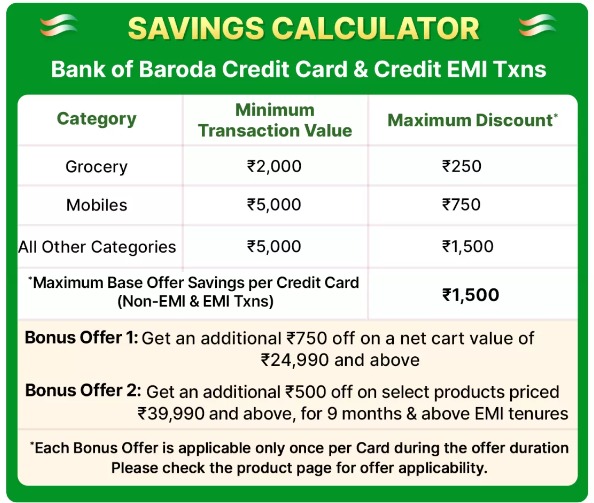 SAVINGS CALCULATOR
Bank of Baroda Credit Card & Credit EMI Txns
Category
Minimum
Transaction Value
Maximum Discount*
Grocery ₹2,000 ₹250
Mobiles ₹5,000 ₹750
All Other Categories ₹5,000 ₹1,500
*Maximum Base Offer Savings per Credit Card
(Non-EMI & EMI Txns)
₹1,500
Bonus Offer 1: Get an additional ₹750 off on a net cart value of
₹24,990 and above
Bonus Offer 2: Get an additional ₹500 off on select products priced
₹39,990 and above, for 9 months & above EMI tenures
*Each Bonus Offer is applicable only once per Card during the offer duration
Please check the product page for offer applicability.